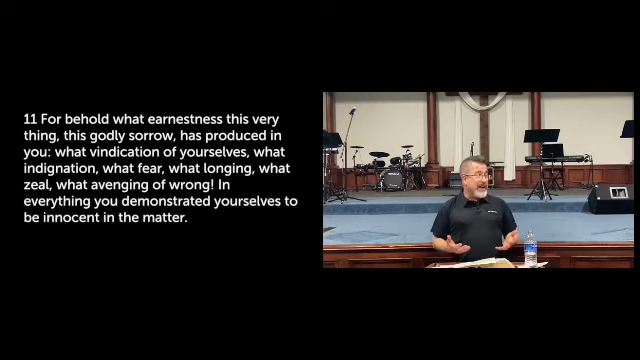 11 For behold what earnestness this very
thing, this godly sorrow, has produced in
you: what vindication of yourselves, what
indignation, what fear, what longing, what
zeal, what avenging of wrong! In
everything you demonstrated yourselves to
be innocent in the matter.